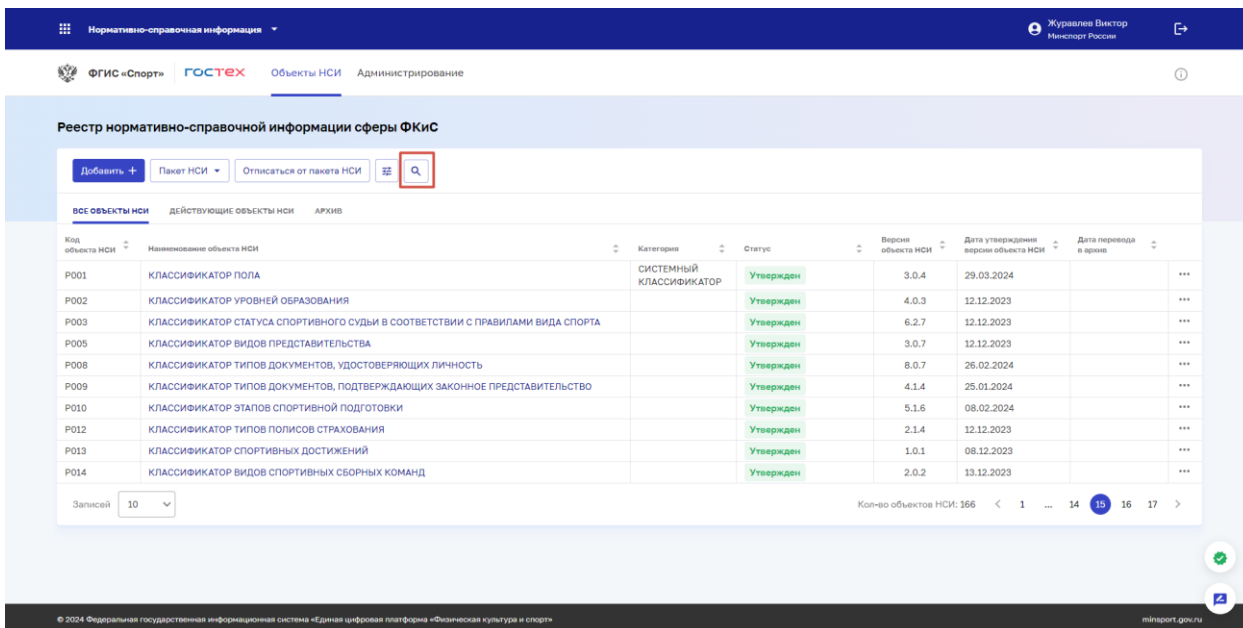 Нормативно-справочная информация
Журавлев Виктор
Минспорт России
ФГИС «Спорт» ГОСТЕХ Объекты НСИ Администрирование
Реестр нормативно-справочной информации сферы ФКиС
Добавить + Пакет НСИ Отписаться от пакета НСИ
ВСЕ ОБЪЕКТЫ НСИ ДЕЙСТВУЮЩИЕ ОБЪЕКТЫ НСИ АРХИВ
Код объекта НСИ Наименование объекта НСИ Категория Статус Версия объекта НСИ Дата утверждения версии объекта НСИ Дата перевода в архив
P001 КЛАССИФИКАТОР ПОЛА СИСТЕМНЫЙ КЛАССИФИКАТОР Утвержден 3.0.4 29.03.2024
P002 КЛАССИФИКАТОР УРОВНЕЙ ОБРАЗОВАНИЯ Утвержден 4.0.3 12.12.2023
P003 КЛАССИФИКАТОР СТАТУСА СПОРТИВНОГО СУДЬИ В СООТВЕТСТВИИ С ПРАВИЛАМИ ВИДА СПОРТА Утвержден 6.2.7 12.12.2023
P005 КЛАССИФИКАТОР ВИДОВ ПРЕДСТАВИТЕЛЬСТВА Утвержден 3.0.7 12.12.2023
P008 КЛАССИФИКАТОР ТИПОВ ДОКУМЕНТОВ, УДОСТОВЕРЯЮЩИХ ЛИЧНОСТЬ Утвержден 8.0.7 26.02.2024
P009 КЛАССИФИКАТОР ТИПОВ ДОКУМЕНТОВ, ПОДТВЕРЖДАЮЩИХ ЗАКОННОЕ ПРЕДСТАВИТЕЛЬСТВО Утвержден 4.1.4 25.01.2024
P010 КЛАССИФИКАТОР ЭТАПОВ СПОРТИВНОЙ ПОДГОТОВКИ Утвержден 5.1.6 08.02.2024
P012 КЛАССИФИКАТОР ТИПОВ ПОЛИСОВ СТРАХОВАНИЯ Утвержден 2.1.4 12.12.2023
P013 КЛАССИФИКАТОР СПОРТИВНЫХ ДОСТИЖЕНИЙ Утвержден 1.0.1 08.12.2023
P014 КЛАССИФИКАТОР ВИДОВ СПОРТИВНЫХ СБОРНЫХ КОМАНД Утвержден 2.0.2 13.12.2023
Записей 10 Кол-во объектов НСИ: 166 < 1 ... 14 15 16 17 >
© 2024 Федеральная государственная информационная система «Единая цифровая платформа «Физическая культура и спорт» minsport.gov.ru